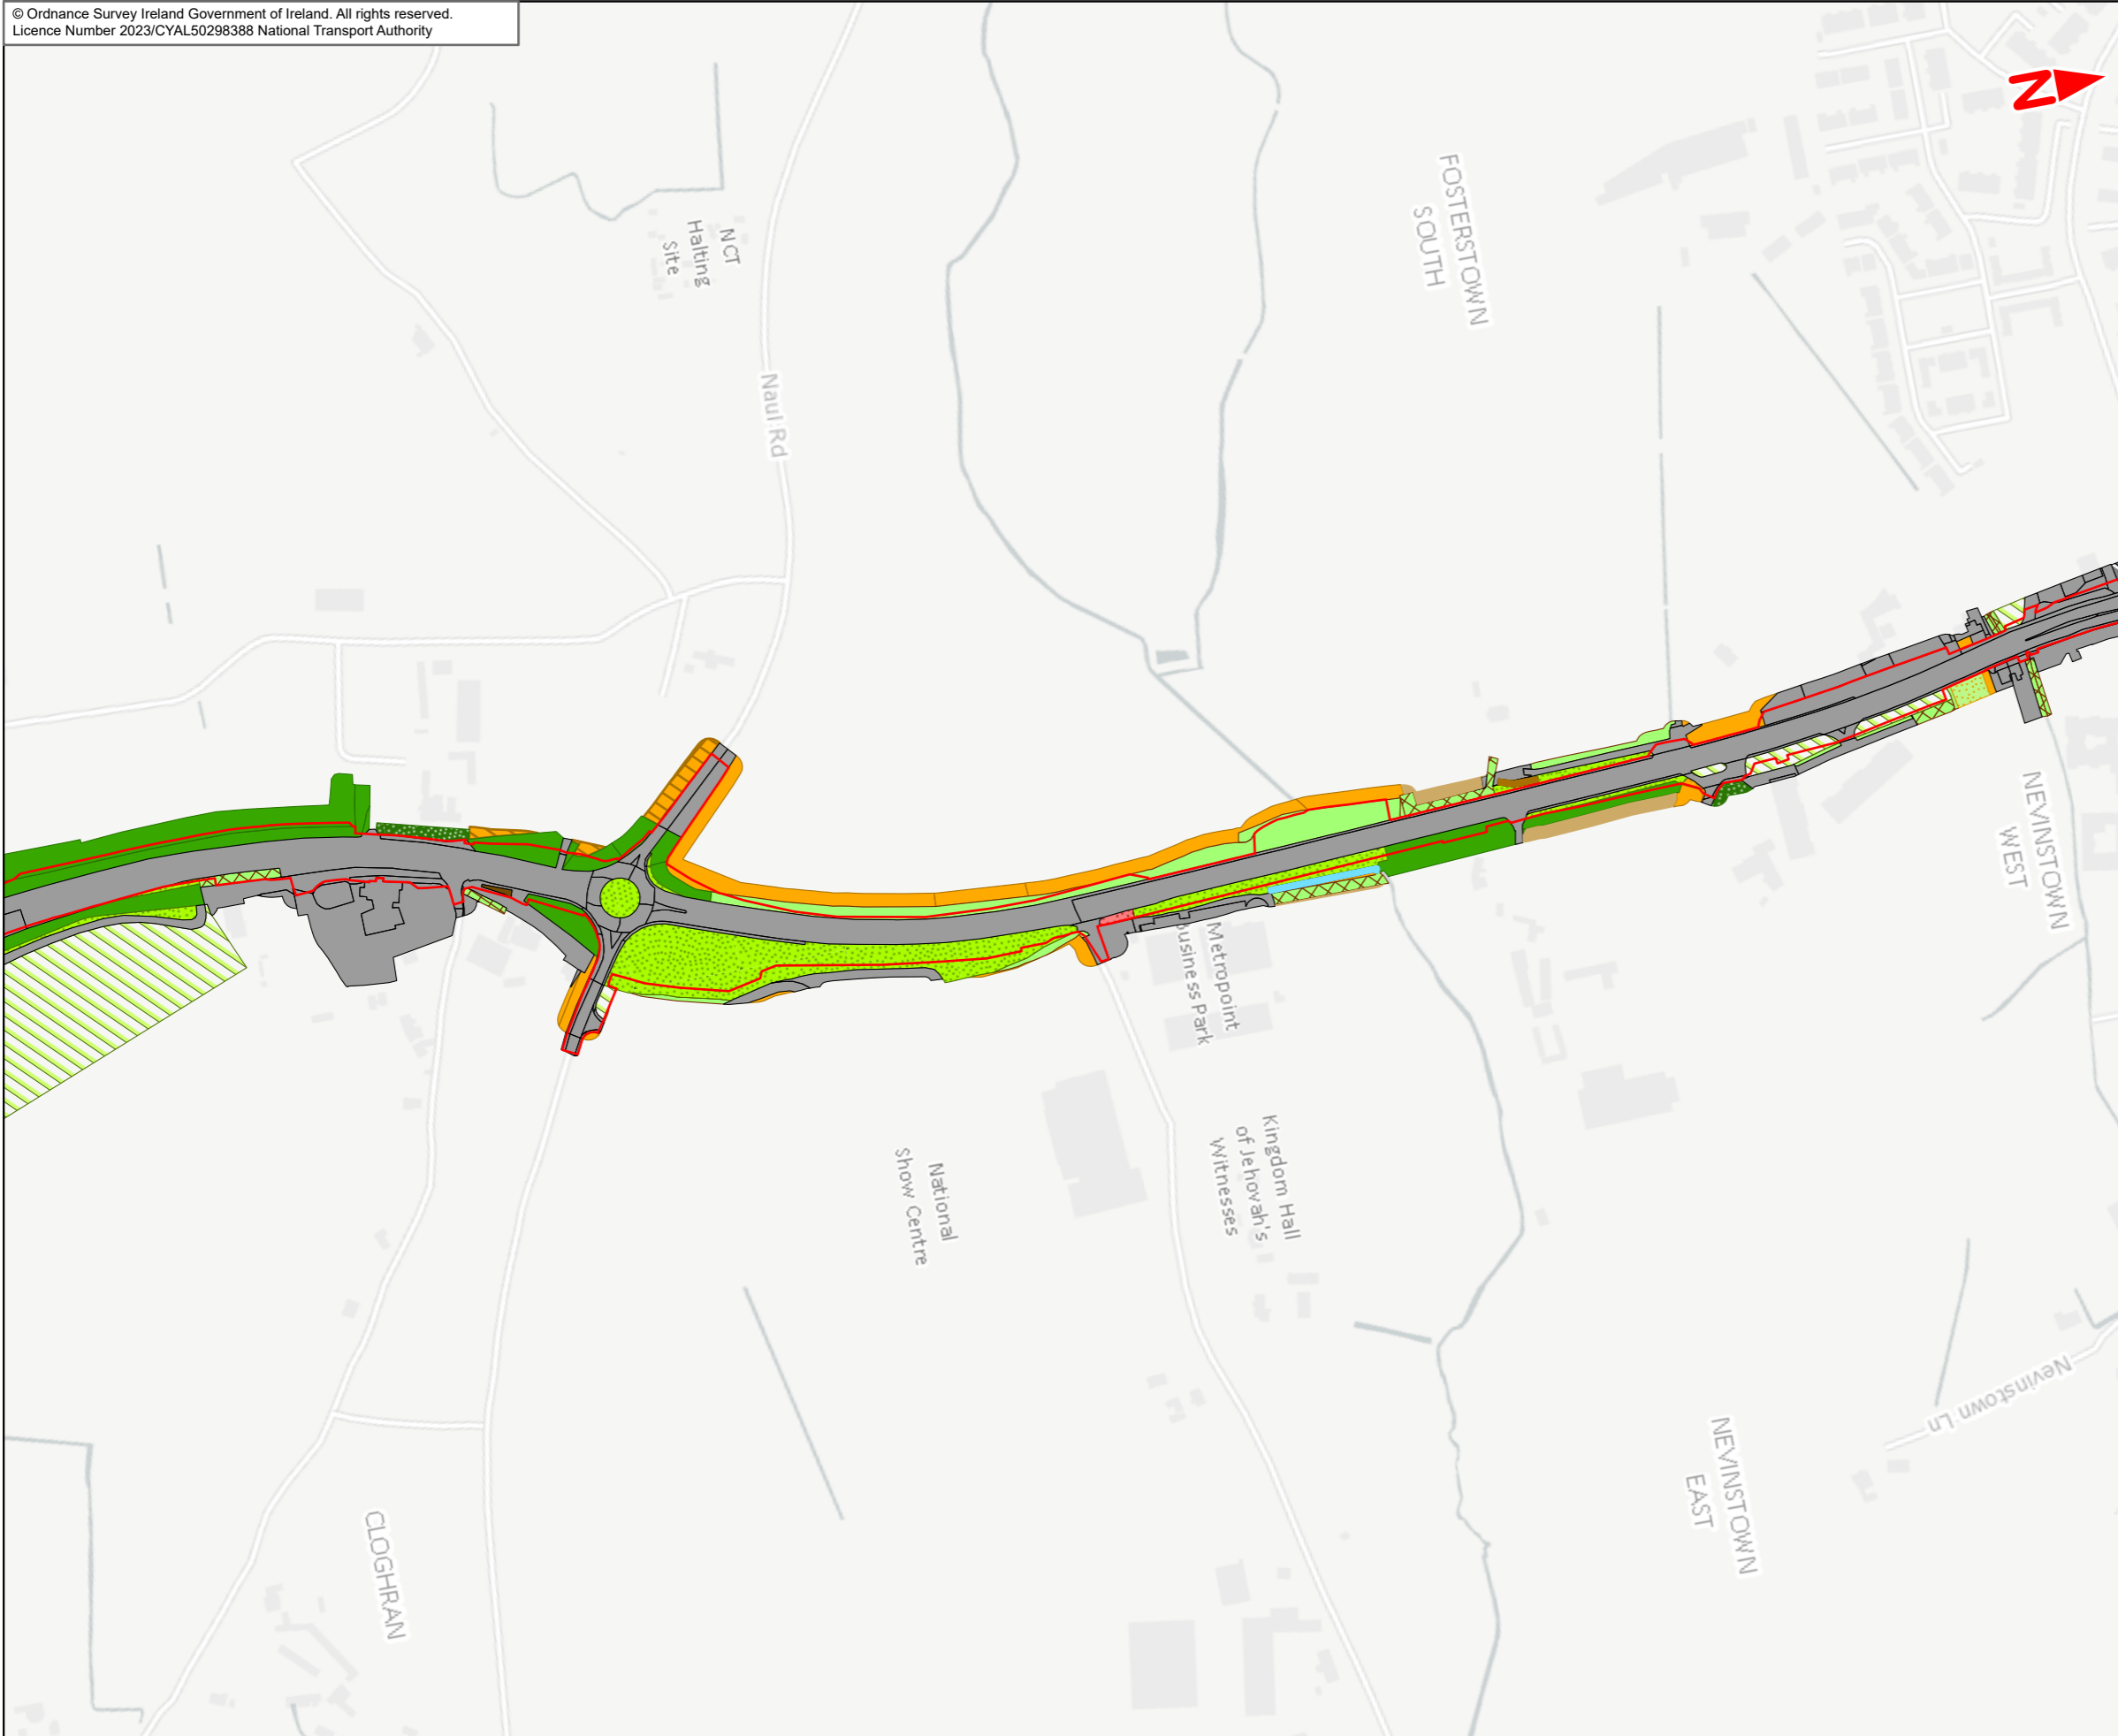 © Ordnance Survey Ireland Government of Ireland. All rights reserved.
Licence Number 2023/CYAL50298388 National Transport Authority
N
FOSTERSTOWN
SOUTH
NCT
Halting
Site
Naul Rd
NEVINSTOWN
WEST
Metropoint
Business Park
Kingdom Hall
of Jehovah's
Witnesses
National
Show Centre
Nevinstown Ln
NEVINSTOWN
EAST
CLOGHRAN